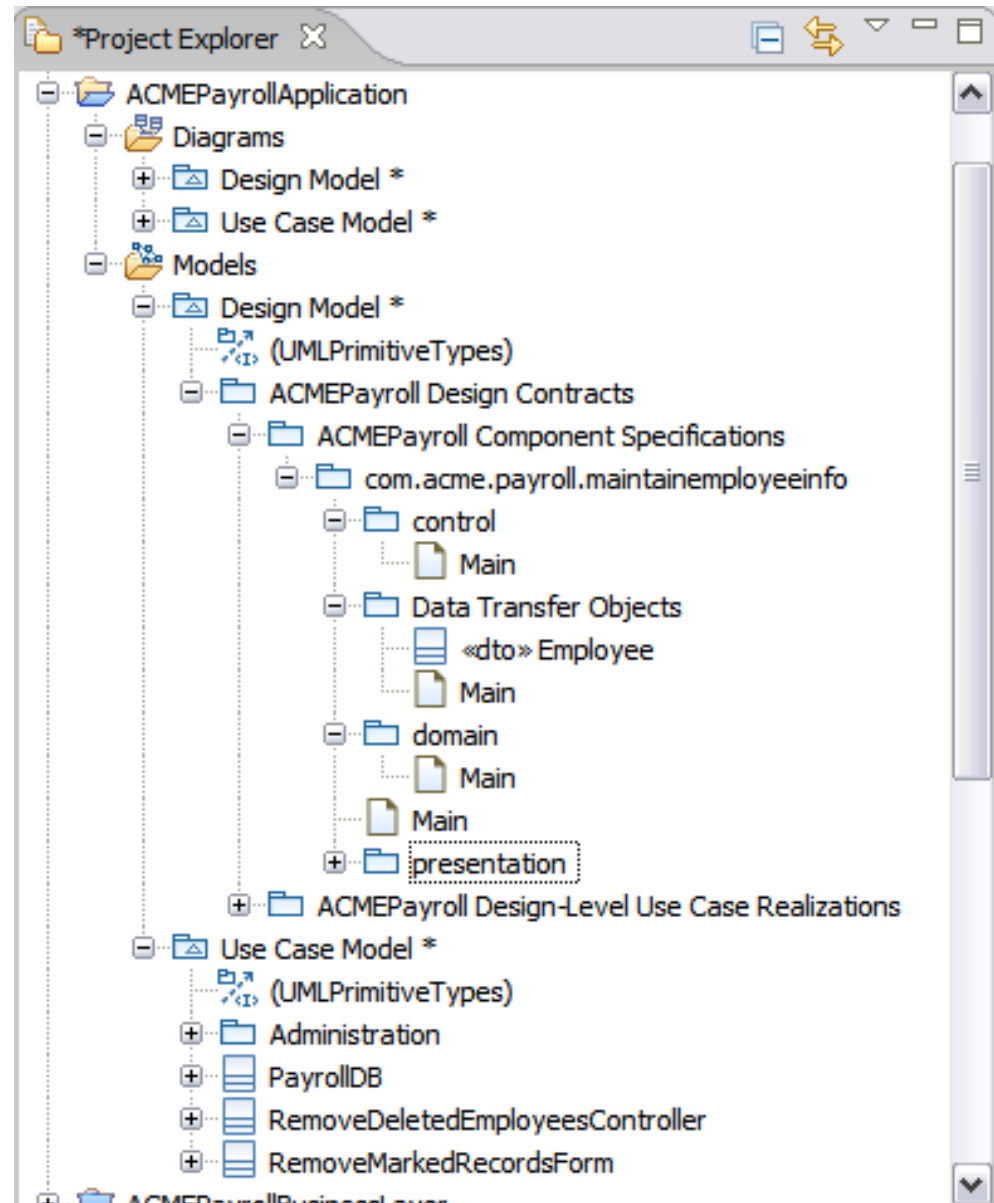 *Project Explorer
ACMEPayrollApplication
Diagrams
Design Model *
Use Case Model *
Models
Design Model *
(UMLPrimitiveTypes)
ACMEPayroll Design Contracts
ACMEPayroll Component Specifications
com.acme.payroll.maintainemployeeinfo
control
Main
Data Transfer Objects
«dto» Employee
Main
domain
Main
Main
presentation
ACMEPayroll Design-Level Use Case Realizations
Use Case Model *
(UMLPrimitiveTypes)
Administration
PayrollDB
RemoveDeletedEmployeesController
RemoveMarkedRecordsForm
ACMEPayrollBusinessLayer